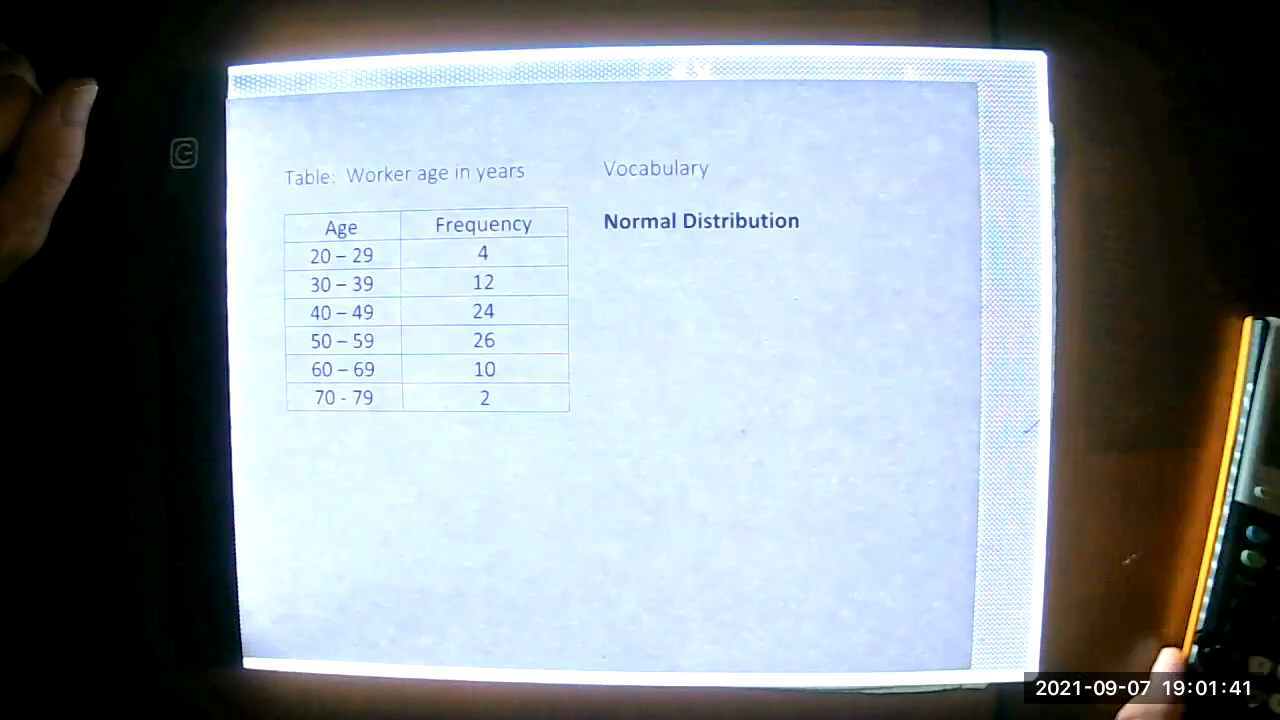 Table: Worker age in years
Age Frequency
20 – 29 4
30 – 39 12
40 – 49 24
50 – 59 26
60 – 69 10
70 - 79 2
Vocabulary
Normal Distribution
2021-09-07 19:01:41